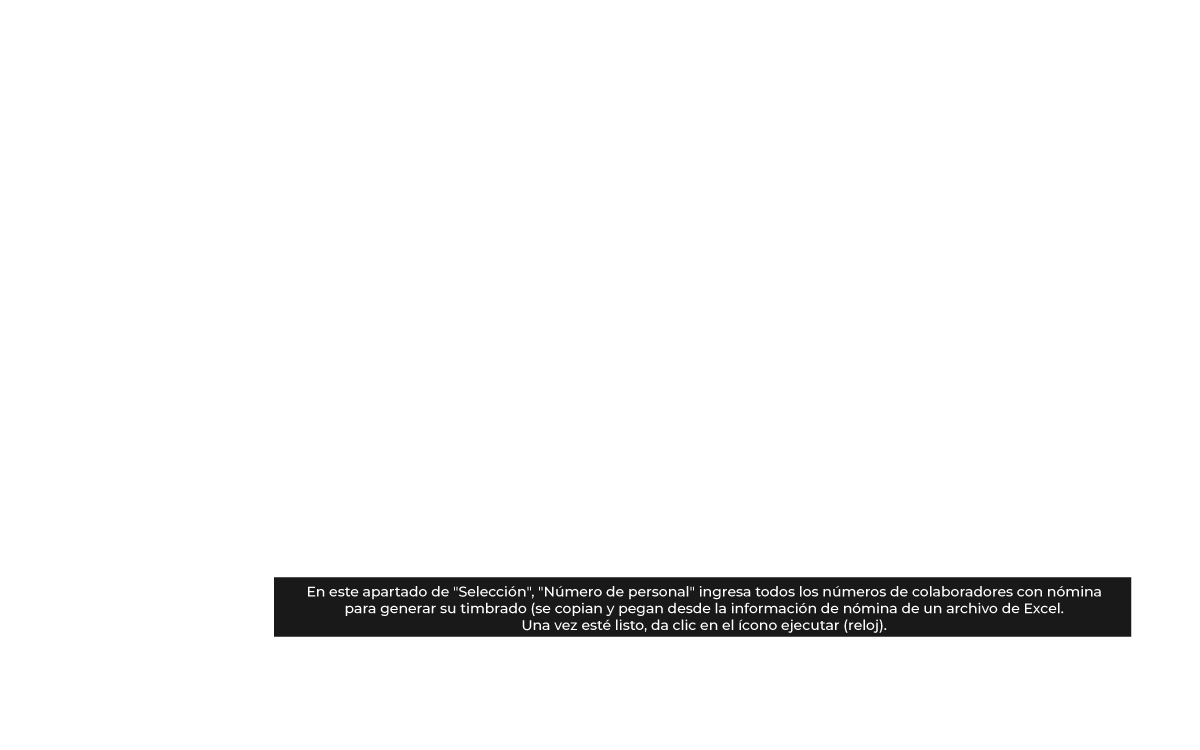 En este apartado de "Selección", "Número de personal" ingresa todos los números de colaboradores con nómina
para generar su timbrado (se copian y pegan desde la información de nómina de un archivo de Excel.
Una vez esté listo, da clic en el ícono ejecutar (reloj).